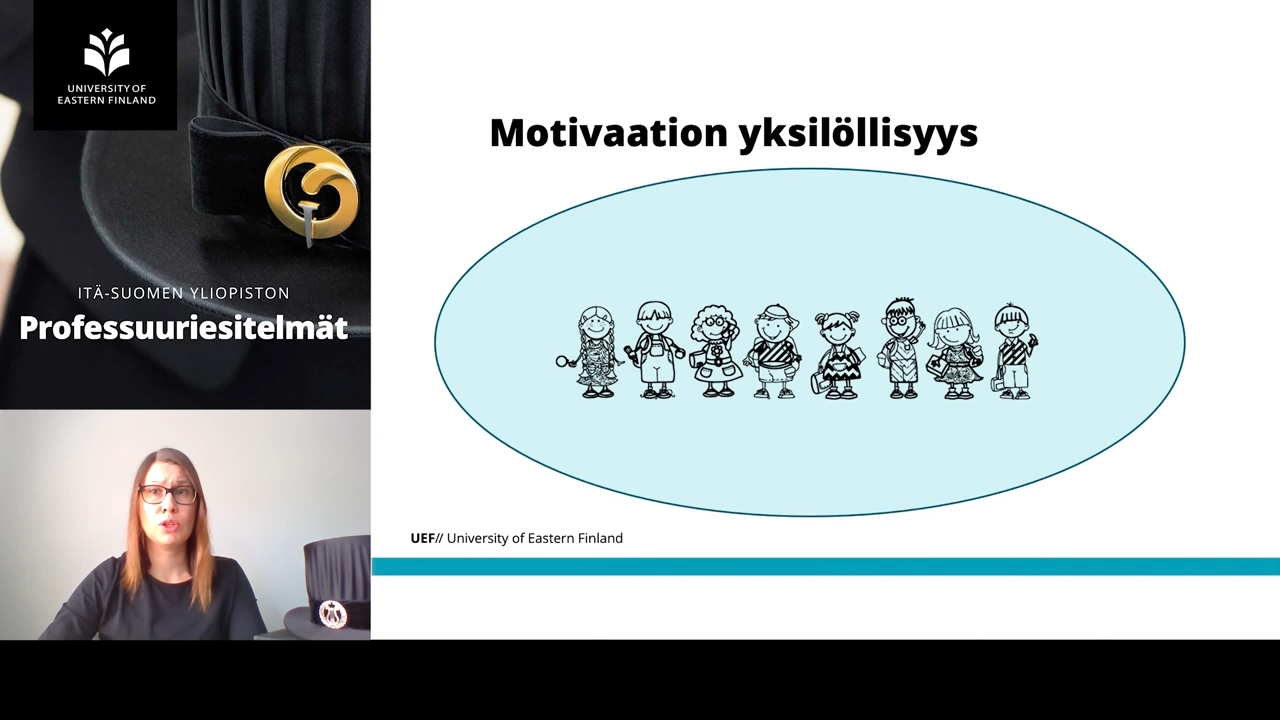 UNIVERSITY OF
EASTERN FINLAND
ITÄ-SUOMEN YLIOPISTON
Professuuriesitelmät
Motivaation yksilöllisyys
UEF// University of Eastern Finland